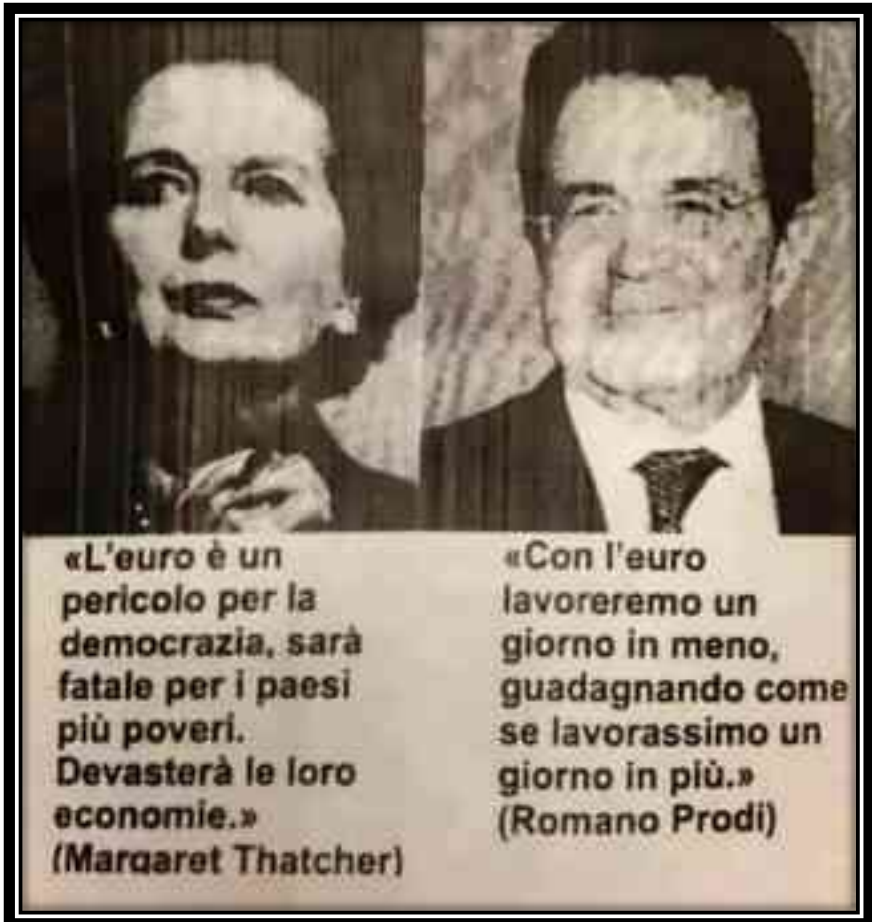 «L'euro è un
pericolo per la
democrazia, sarà
fatale per i paesi
più poveri.
Devasterà le loro
economie.»
(Margaret Thatcher)
«Con l'euro
lavoreremo un
giorno in meno,
guadagnando come
se lavorassimo un
giorno in più.»
(Romano Prodi)